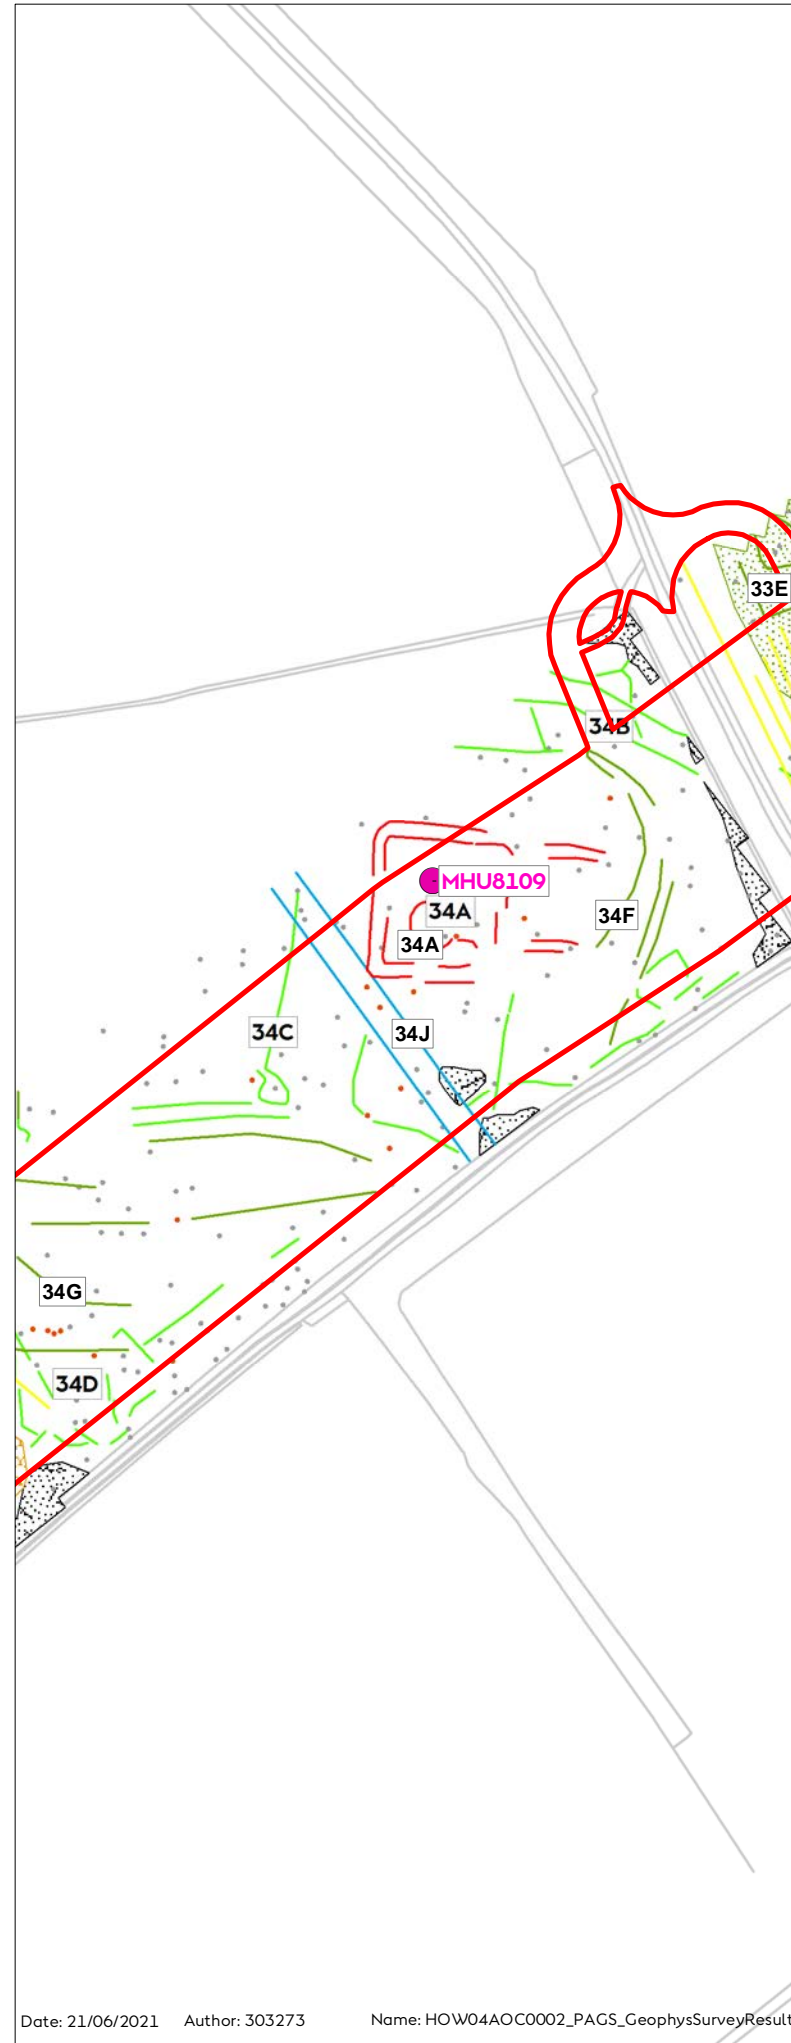 33E
34B
MHU8109
34A
34F
34A
34C
34J
34G
34D
Date: 21/06/2021 Author: 303273 Name: HOW04AOC0002_PAGS_GeophysSurveyResult